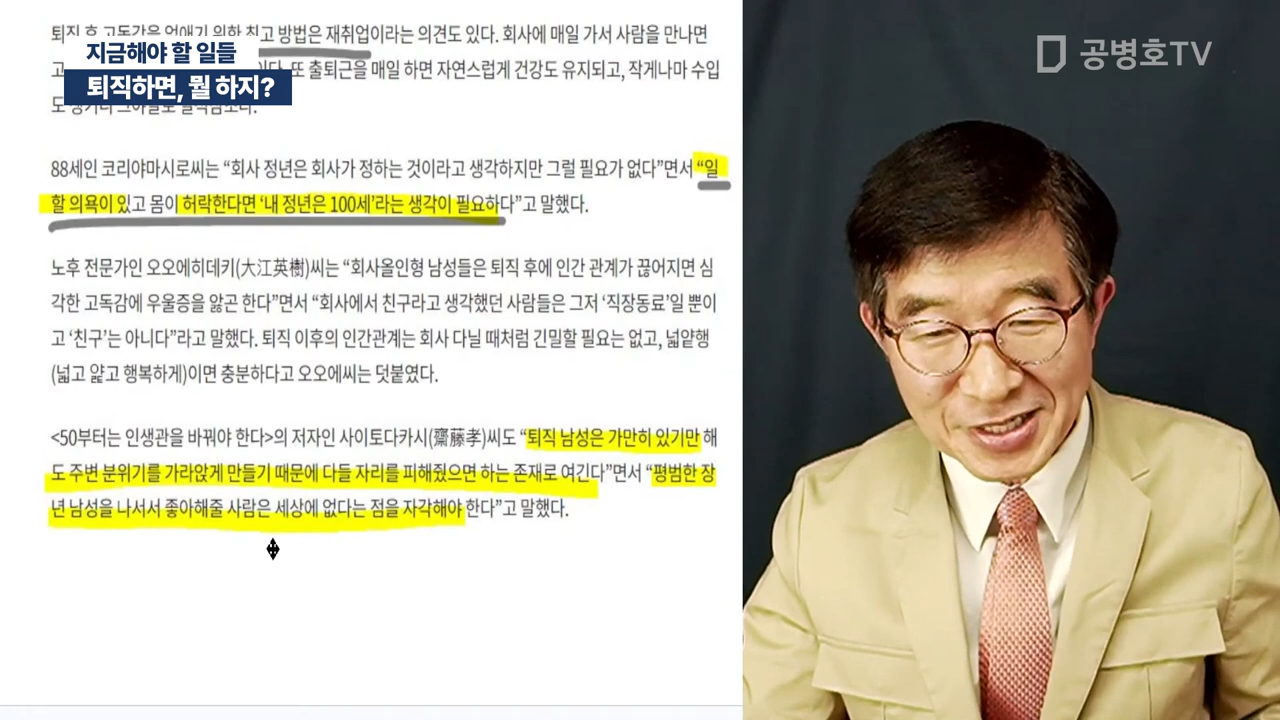 퇴직 후 고독감을 없애기 위한 최고 방법은 재취업이라는 의견도 있다. 회사에 매일 가서 사람을 만나면
지금해야 할 일들
고 다. 또 출퇴근을 매일 하면 자연스럽게 건강도 유지되고, 작게나마 수입
퇴직하면, 뭘 하지?
도
공병호TV
88세인 코리야마시로씨는 “회사 정년은 회사가 정하는 것이라고 생각하지만 그럴 필요가 없다”면서 “일
할 의욕이 있고 몸이 허락한다면 ‘내 정년은 100세’라는 생각이 필요하다”고 말했다.
노후 전문가인 오오에히데키(大江英樹)씨는 “회사올인형 남성들은 퇴직 후에 인간 관계가 끊어지면 심
각한 고독감에 우울증을 앓곤 한다”면서 “회사에서 친구라고 생각했던 사람들은 그저 ‘직장동료’일 뿐이
고 ‘친구’는 아니다”라고 말했다. 퇴직 이후의 인간관계는 회사 다닐 때처럼 긴밀할 필요는 없고, 넓얕행
(넓고 얕고 행복하게)이면 충분하다고 오오에씨는 덧붙였다.
<50부터는 인생관을 바꿔야 한다>의 저자인 사이토다카시(齋藤孝)씨도 “퇴직 남성은 가만히 있기만 해
도 주변 분위기를 가라앉게 만들기 때문에 다들 자리를 피해줬으면 하는 존재로 여긴다”면서 “평범한 장
년 남성을 나서서 좋아해줄 사람은 세상에 없다는 점을 자각해야 한다”고 말했다.